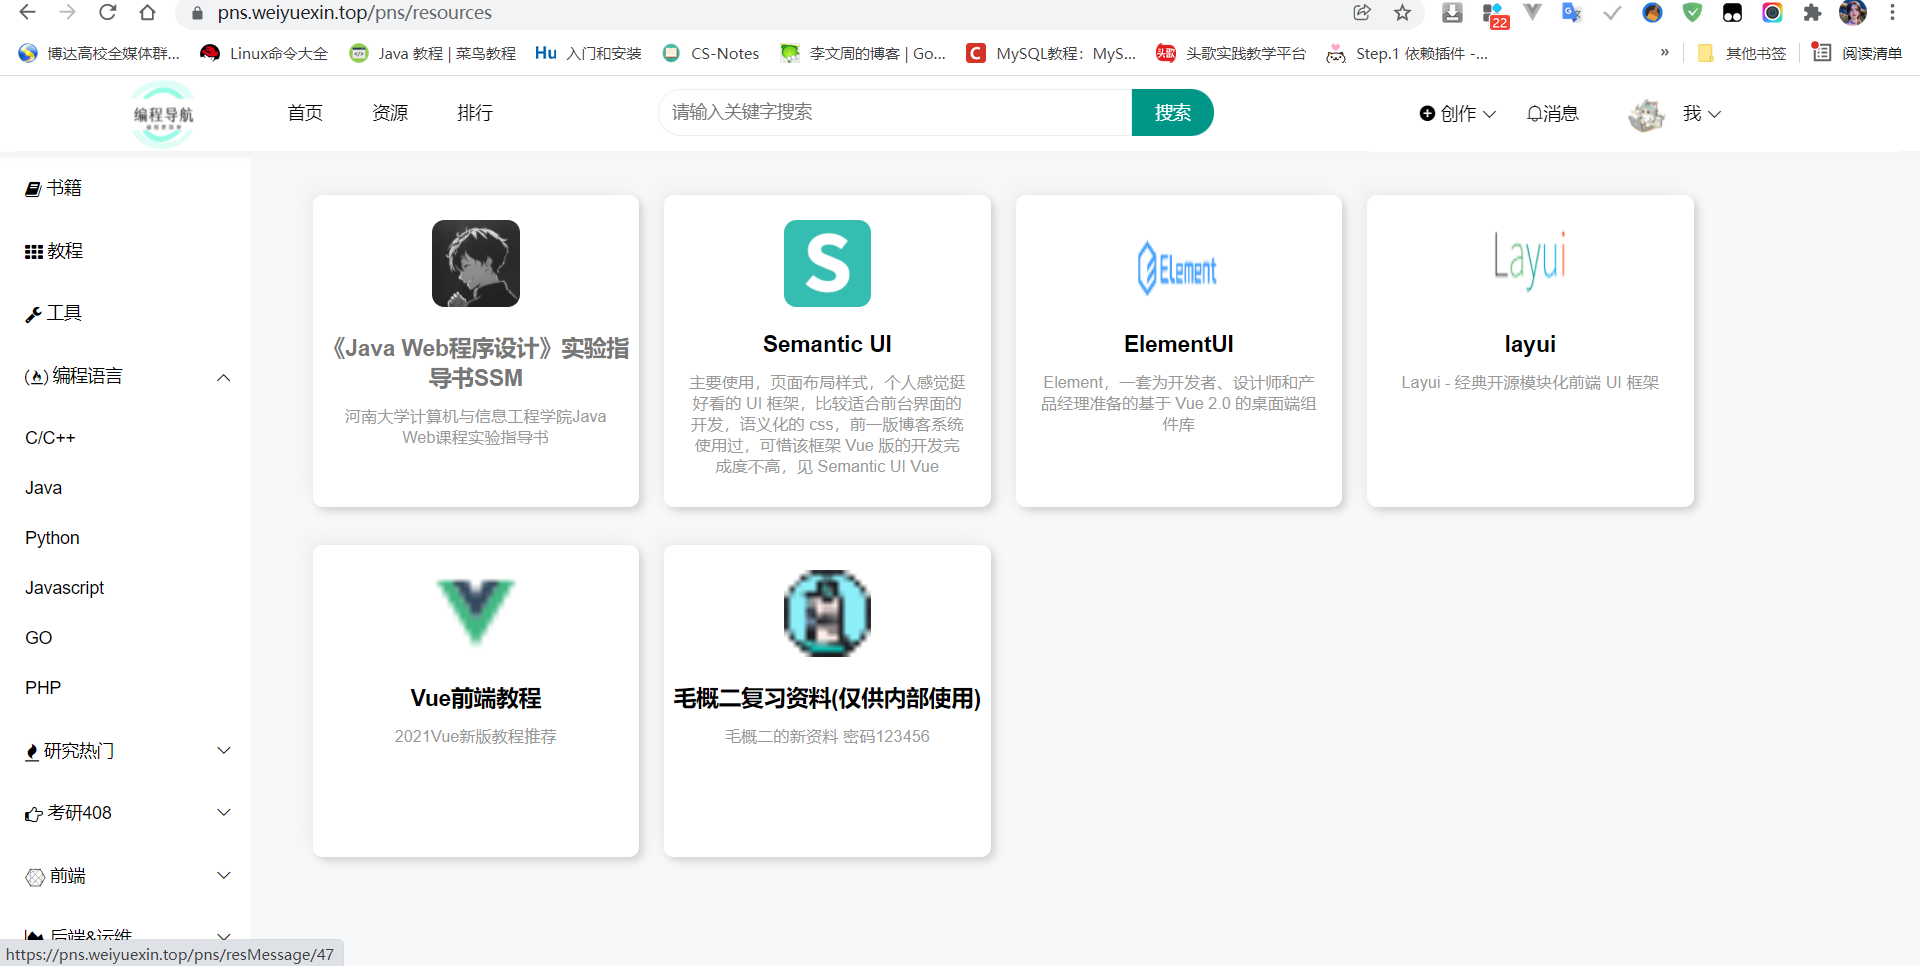 pns.weiyuexin.top/pns/resources
22
博达高校全媒体群...
Linux命令大全
Java 教程 | 菜鸟教程
Hu 入门和安装
CS-Notes
李文周的博客 | Go...
C MySQL教程：MyS...
头歌 头歌实践教学平台
Step.1 依赖插件 -...
»
其他书签
阅读清单
编程导航
首页
资源
排行
请输入关键字搜索
搜索
创作
消息
我
书籍
教程
工具
编程语言
C/C++
Java
Python
Javascript
GO
PHP
研究热门
考研408
前端
后端&运维
《Java Web程序设计》实验指
导书SSM
河南大学计算机与信息工程学院Java
Web课程实验指导书
S
Semantic UI
主要使用，页面布局样式，个人感觉挺
好看的 UI 框架，比较适合前台界面的
开发，语义化的 css，前一版博客系统
使用过，可惜该框架 Vue 版的开发完
成度不高，见 Semantic UI Vue
Element
ElementUI
Element，一套为开发者、设计师和产
品经理准备的基于 Vue 2.0 的桌面端组
件库
Layui
layui
Layui - 经典开源模块化前端 UI 框架
Vue前端教程
2021Vue新版教程推荐
毛概二复习资料(仅供内部使用)
毛概二的新资料 密码123456
https://pns.weiyuexin.top/pns/resMessage/47